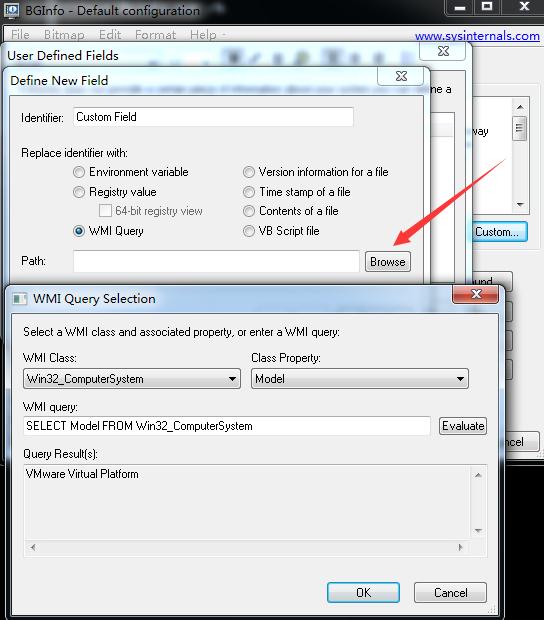 BGInfo - Default configuration
File Bitmap Edit Format Help
www.sysinternals.com
User Defined Fields
Define New Field
Identifier: Custom Field
Replace identifier with:
Environment variable
Version information for a file
Registry value
Time stamp of a file
64-bit registry view
Contents of a file
WMI Query
VB Script file
Custom...
Path:
Browse
WMI Query Selection
Select a WMI class and associated property, or enter a WMI query:
WMI Class:
Class Property:
Win32_ComputerSystem
Model
WMI query:
SELECT Model FROM Win32_ComputerSystem
Evaluate
Query Result(s):
VMware Virtual Platform
OK
Cancel